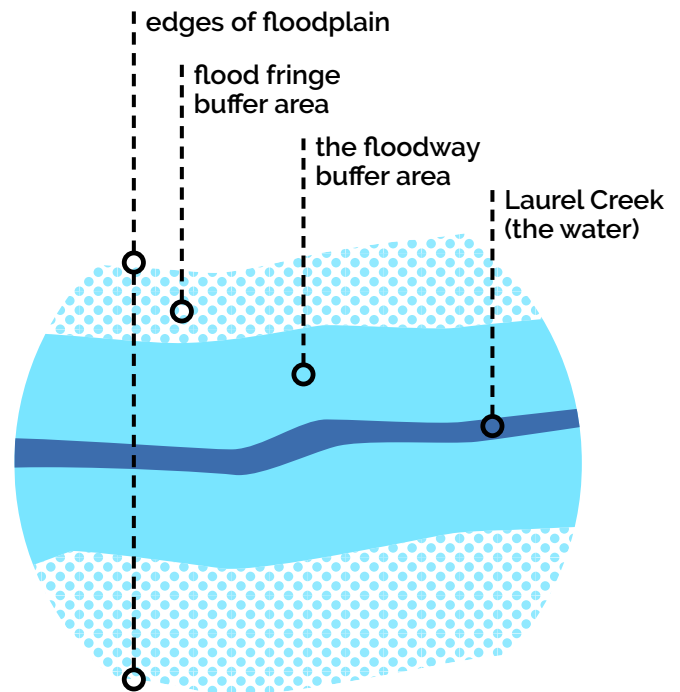 edges of floodplain
flood fringe
buffer area
the floodway
buffer area
Laurel Creek
(the water)